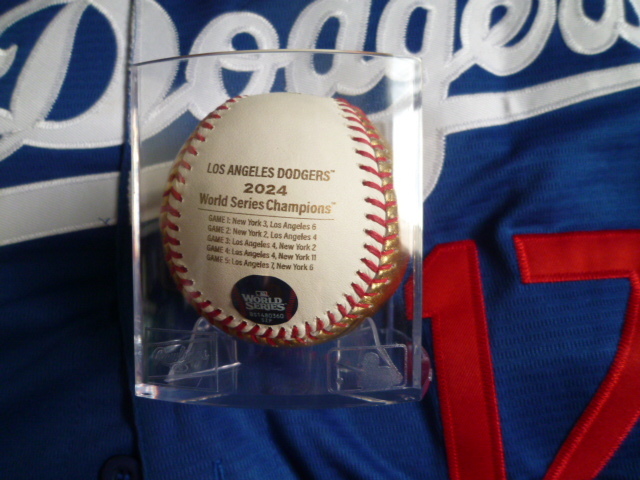 Dodgers
LOS ANGELES DODGERS™
2024
World Series Champions™
GAME 1: New York 3, Los Angeles 6
GAME 2: New York 2, Los Angeles 4
GAME 3: Los Angeles 4, New York 2
GAME 4: Los Angeles 4, New York 11
GAME 5: Los Angeles 7, New York 6
WORLD
SERIES
17